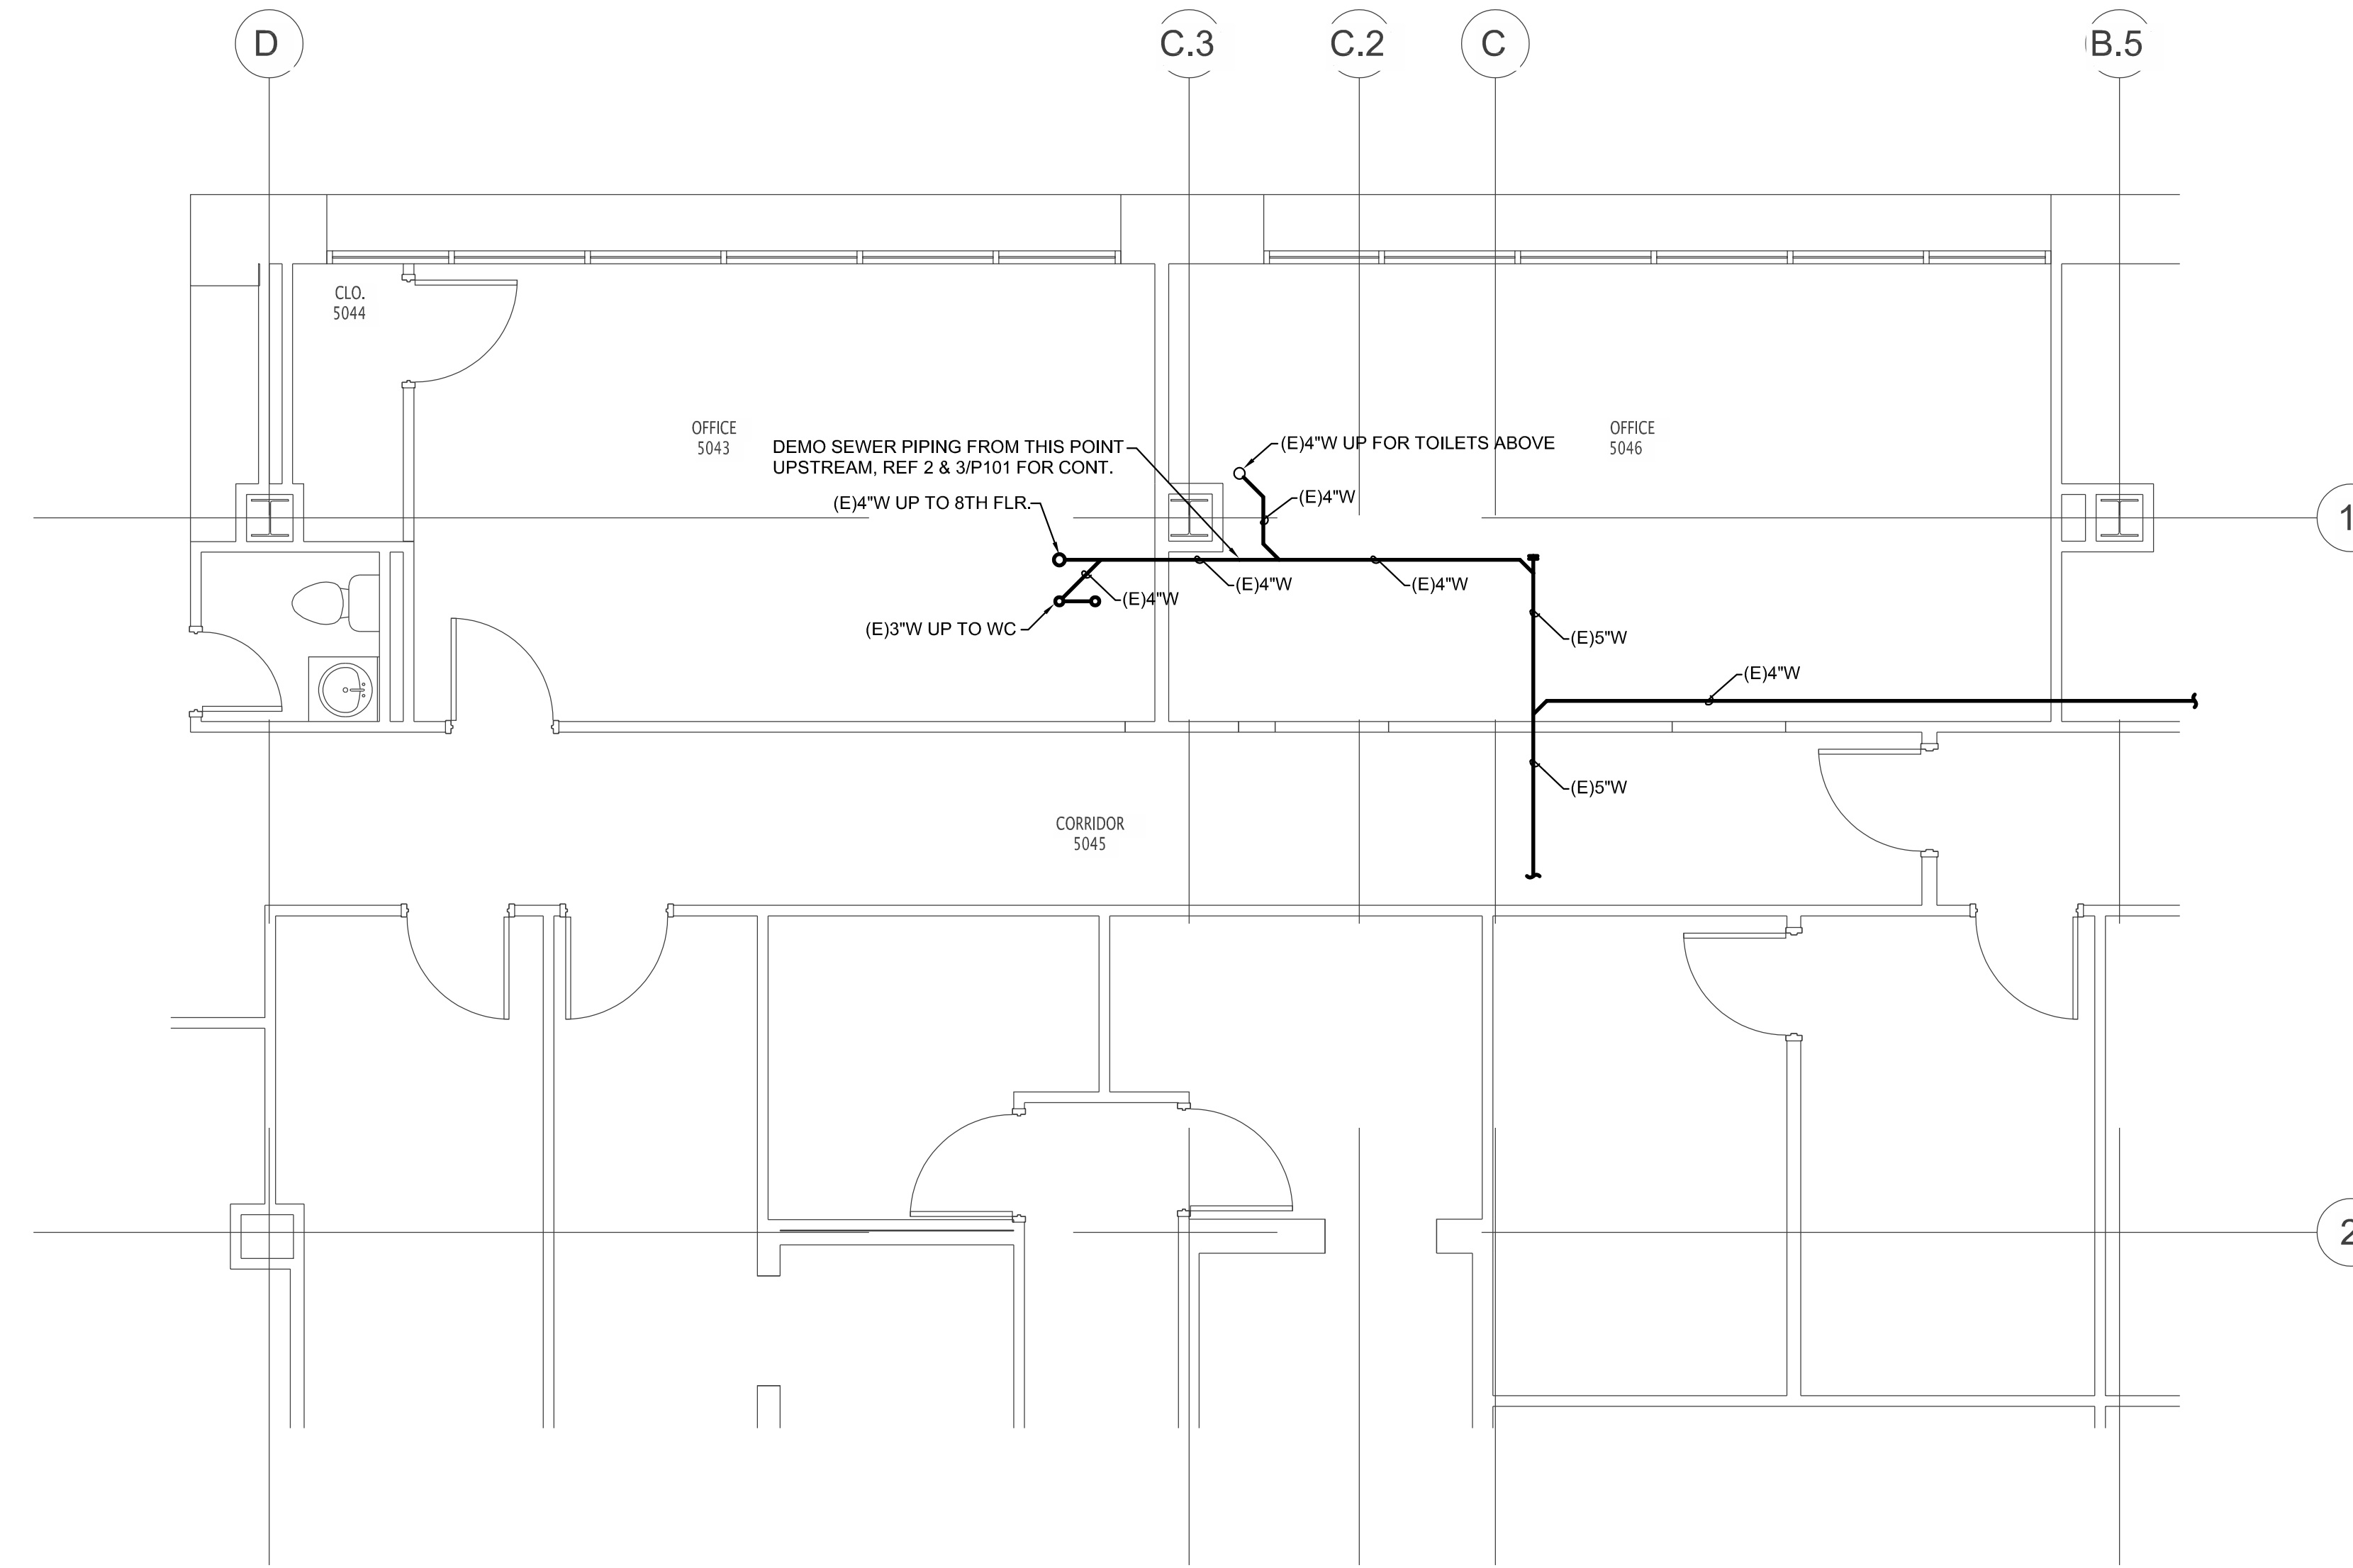 D
C.3
C.2
C
B.5
CLO.
5044
OFFICE
5043
DEMO SEWER PIPING FROM THIS POINT
UPSTREAM, REF 2 & 3/P101 FOR CONT.
(E)4"W UP FOR TOILETS ABOVE
OFFICE
5046
(E)4"W UP TO 8TH FLR.
(E)4"W
1
(E)4"W
(E)4"W
(E)4"W
(E)3"W UP TO WC
(E)5"W
(E)4"W
(E)5"W
CORRIDOR
5045
2